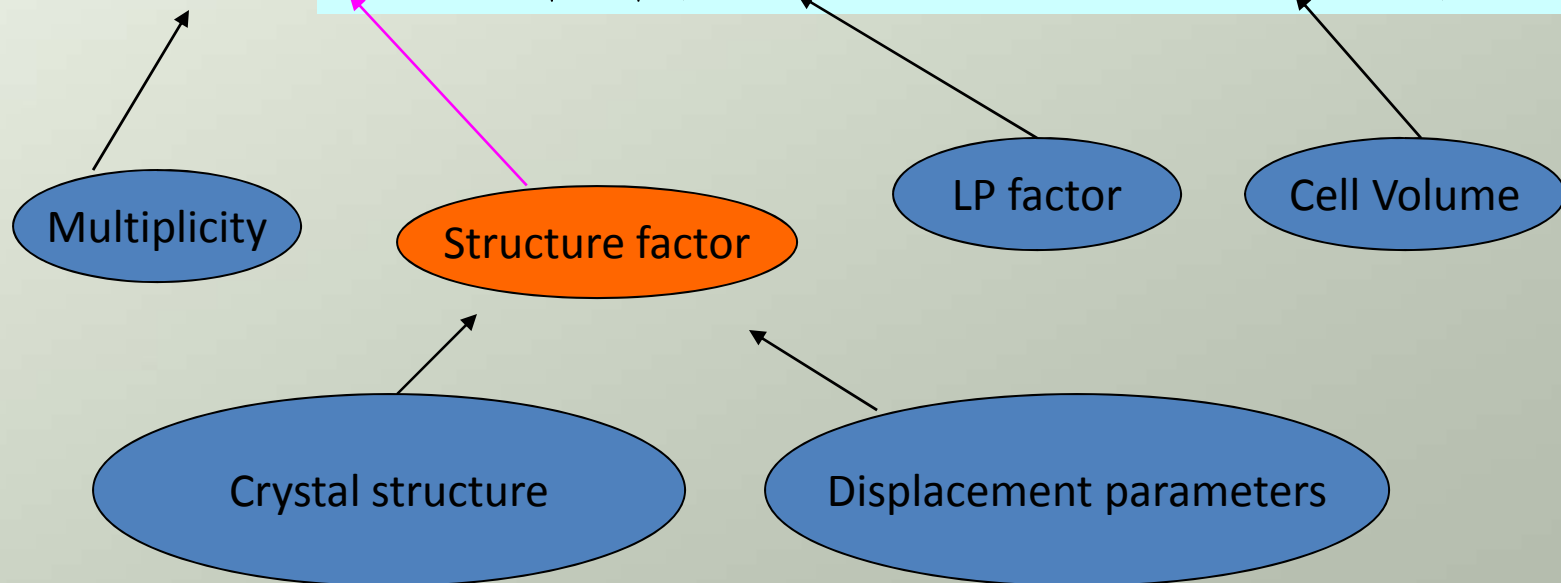 Multiplicity
Structure factor
LP factor
Cell Volume
Crystal structure
Displacement parameters